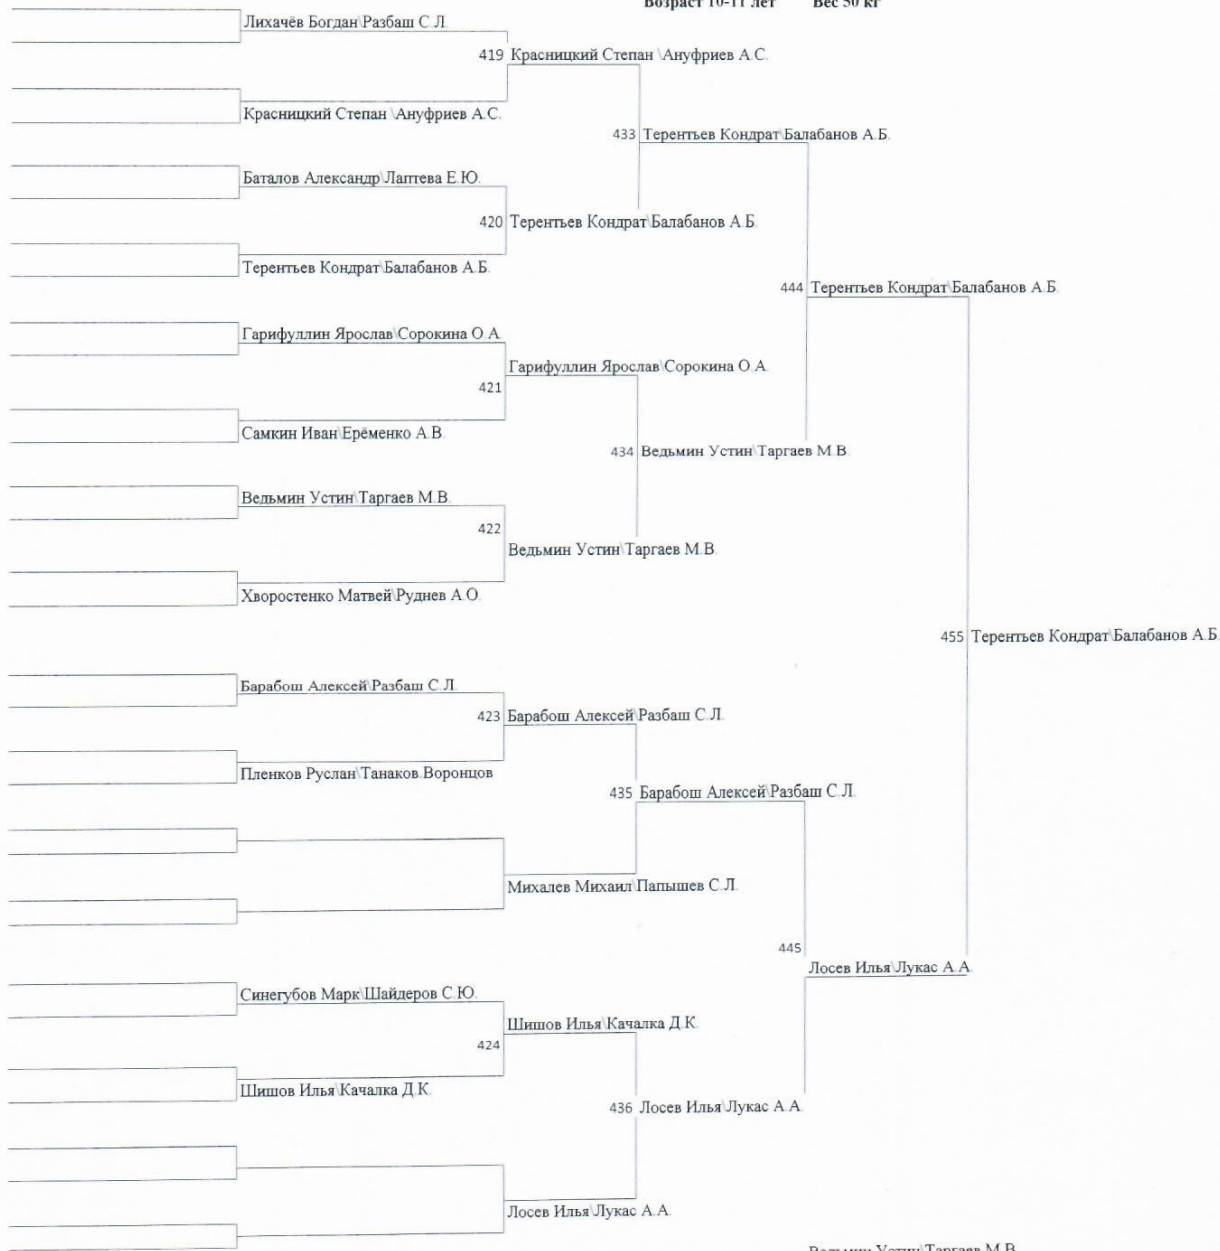 Возраст 10-11 лет Вес 50 кг
Лихачёв Богдан\Разбаш С.Л.
419 Красницкий Степан \Ануфриев А.С.
Красницкий Степан \Ануфриев А.С.
433 Терентьев Кондрат\Балабанов А.Б.
Баталов Александр\Лаптева Е.Ю.
420 Терентьев Кондрат\Балабанов А.Б.
Терентьев Кондрат\Балабанов А.Б.
444 Терентьев Кондрат\Балабанов А.Б.
Гарифуллин Ярослав\Сорокина О.А.
Гарифуллин Ярослав\Сорокина О.А.
421
Самкин Иван\Еременко А.В.
434 Ведьмин Устин\Таргаев М.В.
Ведьмин Устин\Таргаев М.В.
422
Ведьмин Устин\Таргаев М.В.
Хворостенко Матвей\Руднев А.О.
455 Терентьев Кондрат\Балабанов А.Б.
Барабош Алексей\Разбаш С.Л.
423 Барабош Алексей\Разбаш С.Л.
Пленков Руслан\Танаков.Воронцов
435 Барабош Алексей\Разбаш С.Л.
Михалев Михаил\Папышев С.Л.
445
Лосев Илья\Лукас А.А.
Синегубов Марк\Шайдеров С.Ю.
Шишов Илья\Качалка Д.К.
424
Шишов Илья\Качалка Д.К.
436 Лосев Илья\Лукас А.А.
Лосев Илья\Лукас А.А.
Ведьмин Устин\Таргаев М.В.